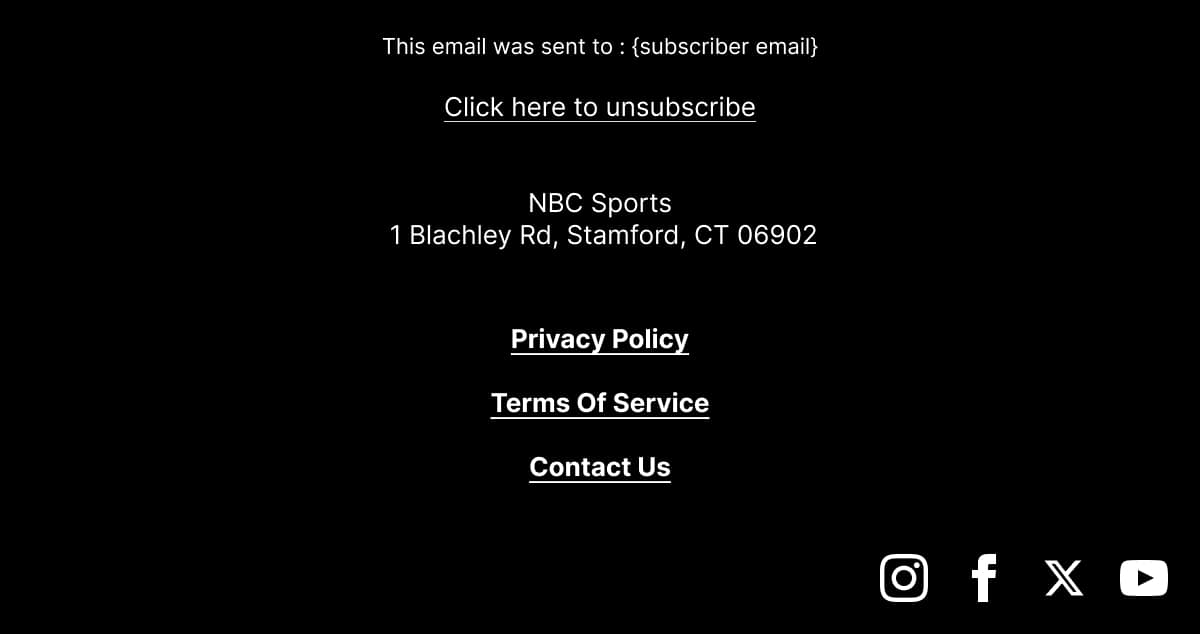 This email was sent to : {subscriber email}
Click here to unsubscribe
NBC Sports
1 Blachley Rd, Stamford, CT 06902
Privacy Policy
Terms Of Service
Contact Us